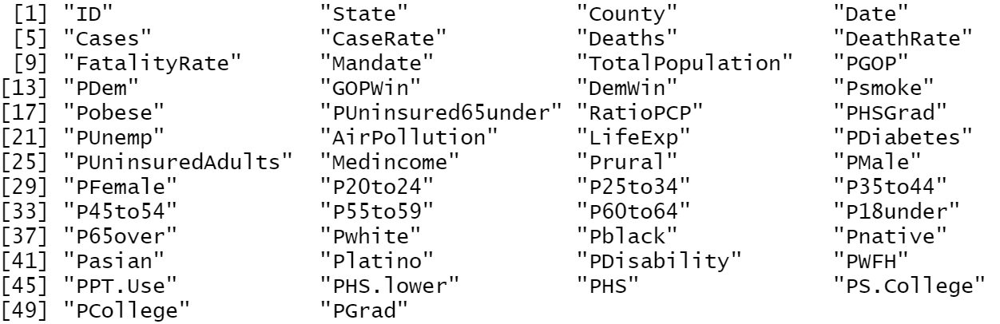 [1] "ID" "State" "County" "Date"
[5] "Cases" "CaseRate" "Deaths" "DeathRate"
[9] "FatalityRate" "Mandate" "TotalPopulation" "PGOP"
[13] "PDem" "GOPWin" "DemWin" "Psmoke"
[17] "Pobese" "PUninsured65under" "RatioPCP" "PHSGrad"
[21] "PUnemp" "AirPollution" "LifeExp" "PDiabetes"
[25] "PUninsuredAdults" "Medincome" "Prural" "PMale"
[29] "PFemale" "P20to24" "P25to34" "P35to44"
[33] "P45to54" "P55to59" "P60to64" "P18under"
[37] "P65over" "Pwhite" "Pblack" "Pnative"
[41] "Pasian" "Platino" "PDisability" "PWFH"
[45] "PPT.Use" "PHS.lower" "PHS" "PS.College"
[49] "PCollege" "PGrad"